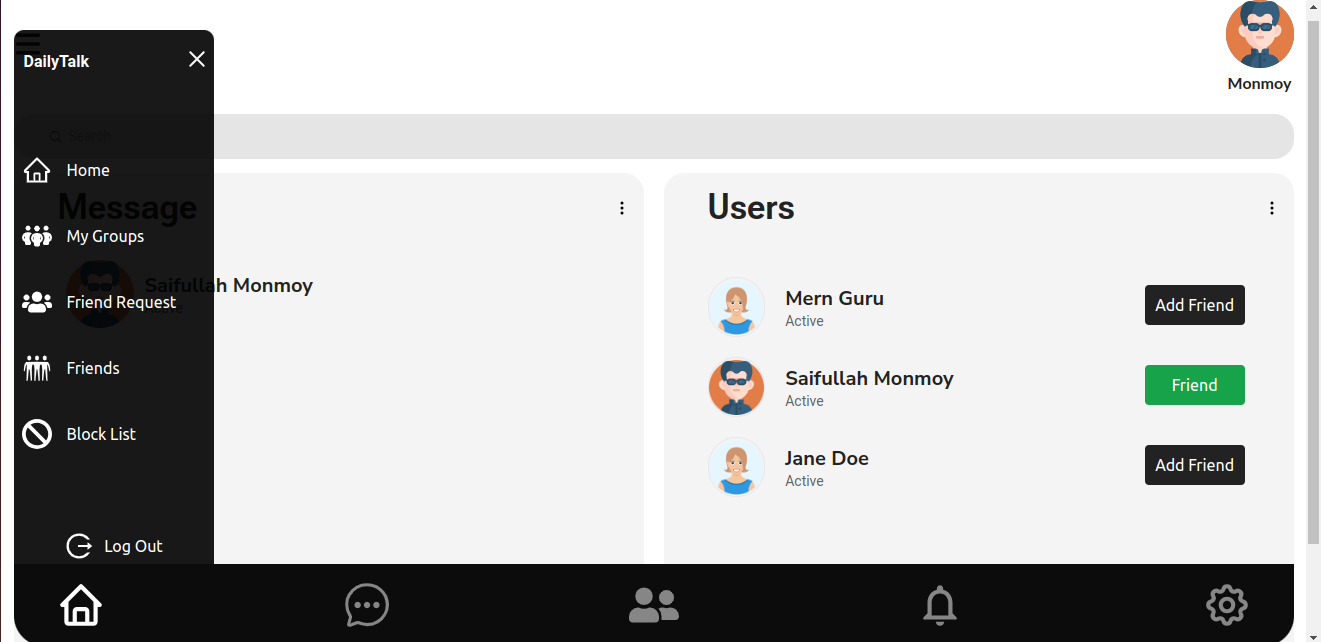 DailyTalk
Monmoy
Search
Home
Message
Users
My Groups
Saifullah Monmoy
Active
Friend Request
Mern Guru
Active
Add Friend
Friends
Saifullah Monmoy
Active
Friend
Block List
Jane Doe
Active
Add Friend
Log Out